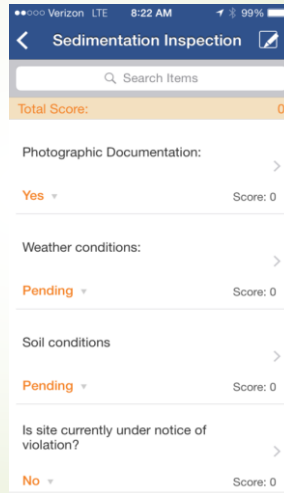 Verizon LTE 8:22 AM 99%
Sedimentation Inspection
Search Items
Total Score: 0
Photographic Documentation:
Yes Score: 0
Weather conditions:
Pending Score: 0
Soil conditions
Pending Score: 0
Is site currently under notice of
violation?
No Score: 0